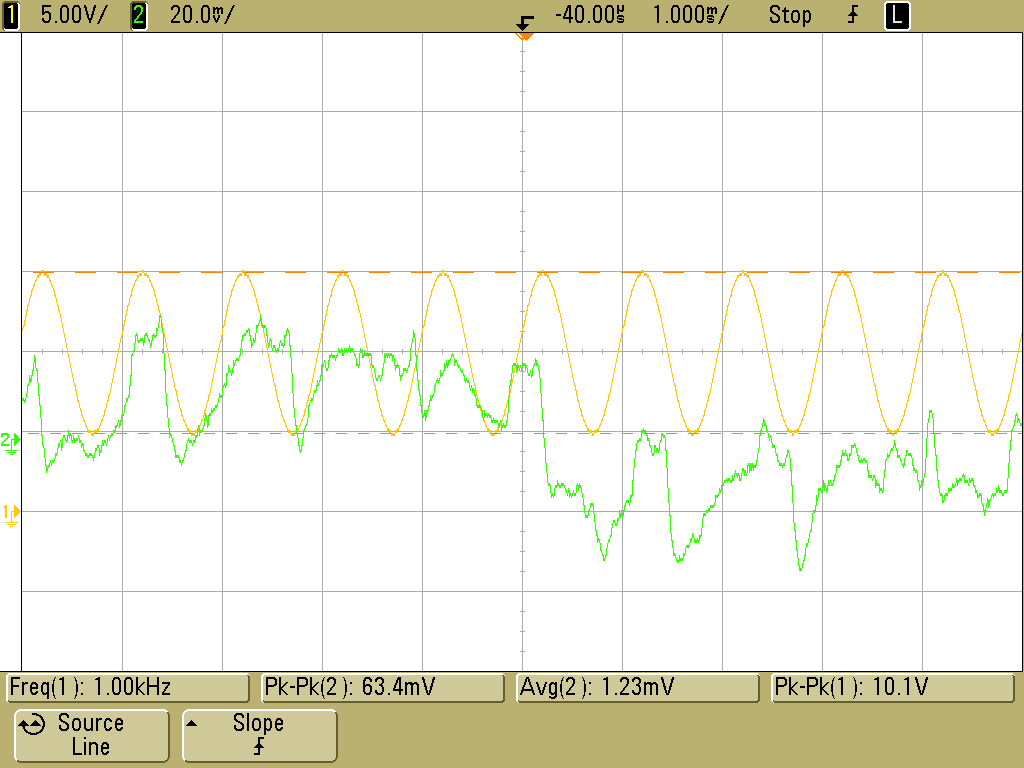 1 5.00V/ 2 20.0mV/ -40.00µs 1.000ms/ Stop L
2
1
Freq(1): 1.00kHz Pk-Pk(2): 63.4mV Avg(2): 1.23mV Pk-Pk(1): 10.1V
Source Slope
Line